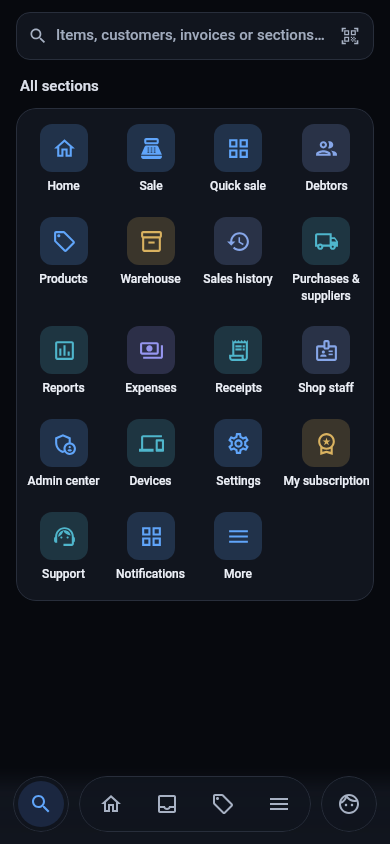 Items, customers, invoices or sections...
All sections
Home
Sale
Quick sale
Debtors
Products
Warehouse
Sales history
Purchases &
suppliers
Reports
Expenses
Receipts
Shop staff
Admin center
Devices
Settings
My subscription
Support
Notifications
More